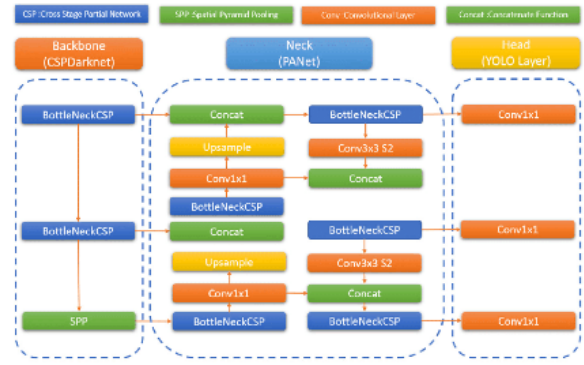 CSP :Cross Stage Partial Network
SPP :Spatial Pyramid Pooling
Conv :Convolutional Layer
Concat :Concatenate Function
Backbone
(CSPDarknet)
Neck
(PANet)
Head
(YOLO Layer)
BottleNeckCSP
Concat
BottleNeckCSP
Conv1x1
Upsample
Conv3x3 S2
Conv1x1
Concat
BottleNeckCSP
BottleNeckCSP
Concat
BottleNeckCSP
Conv1x1
Upsample
Conv3x3 S2
Conv1x1
Concat
SPP
BottleNeckCSP
BottleNeckCSP
Conv1x1